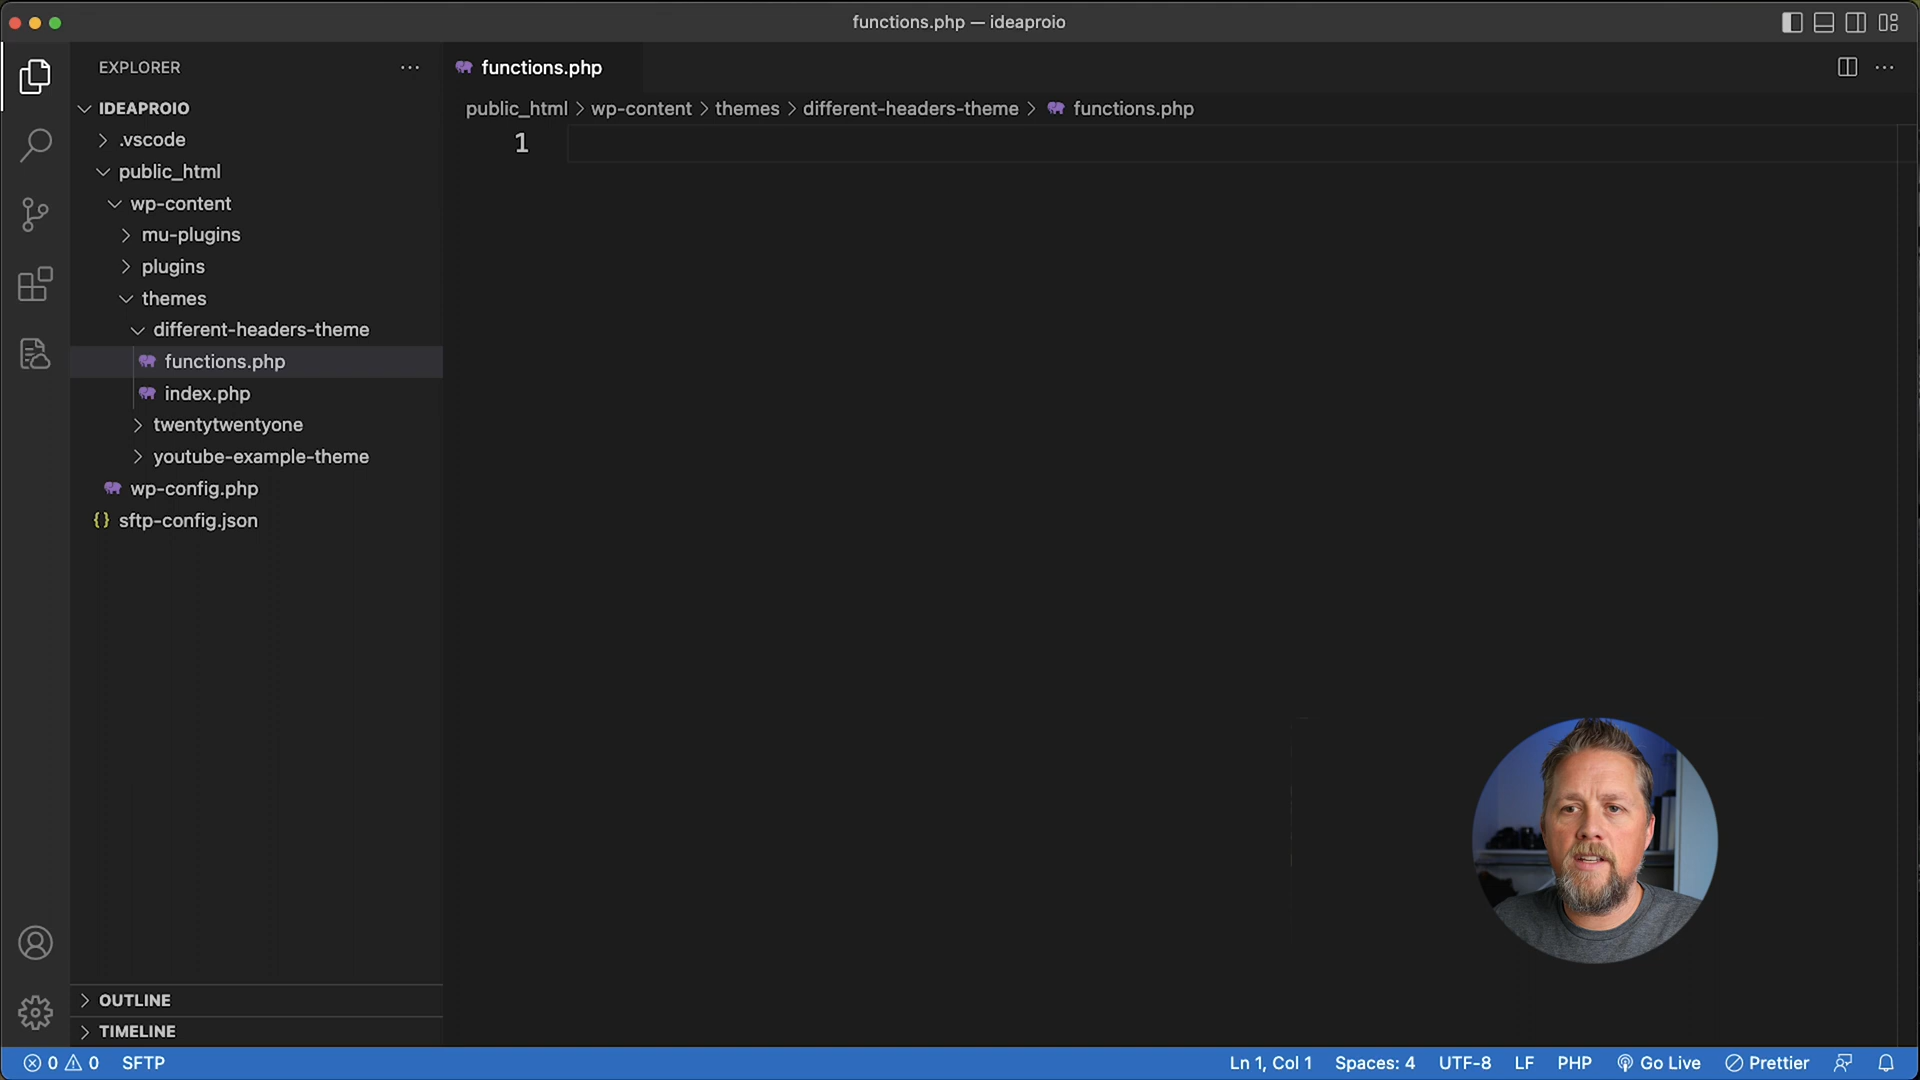 functions.php — ideaproio
EXPLORER
functions.php
IDEAPROIO
public_html > wp-content > themes > different-headers-theme > functions.php
.vscode
1
public_html
wp-content
mu-plugins
plugins
themes
different-headers-theme
functions.php
index.php
twentytwentyone
youtube-example-theme
wp-config.php
{} sftp-config.json
OUTLINE
TIMELINE
0 0 SFTP
Ln 1, Col 1 Spaces: 4 UTF-8 LF PHP Go Live Prettier